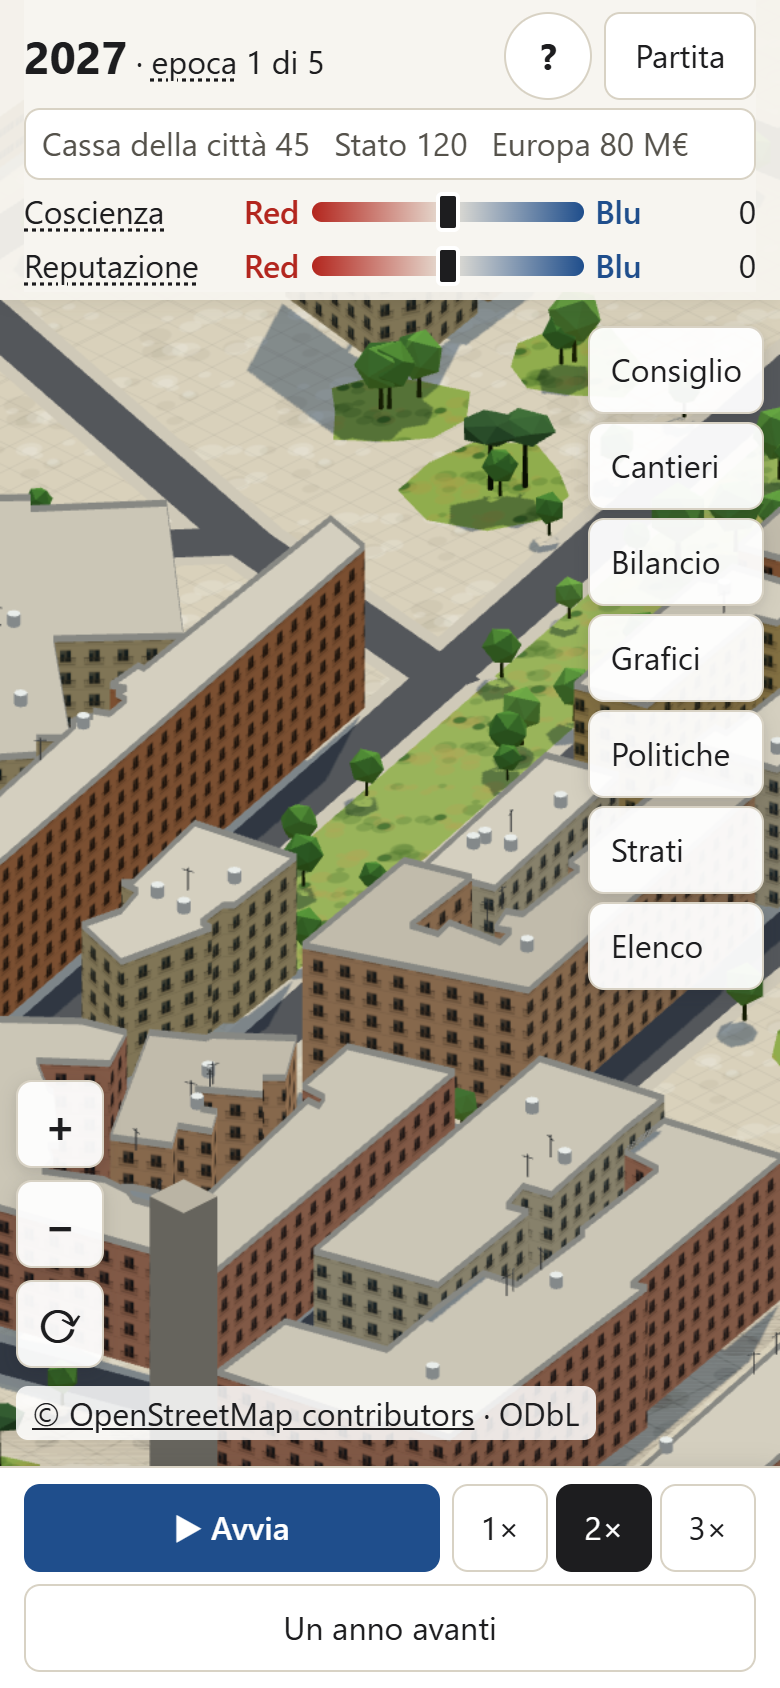 2027 · epoca 1 di 5
?
Partita
Cassa della città 45 Stato 120 Europa 80 M€
Coscienza Red Blu 0
Reputazione Red Blu 0
Consiglio
Cantieri
Bilancio
Grafici
Politiche
Strati
Elenco
+
−
© OpenStreetMap contributors · ODbL
▶ Avvia 1× 2× 3×
Un anno avanti